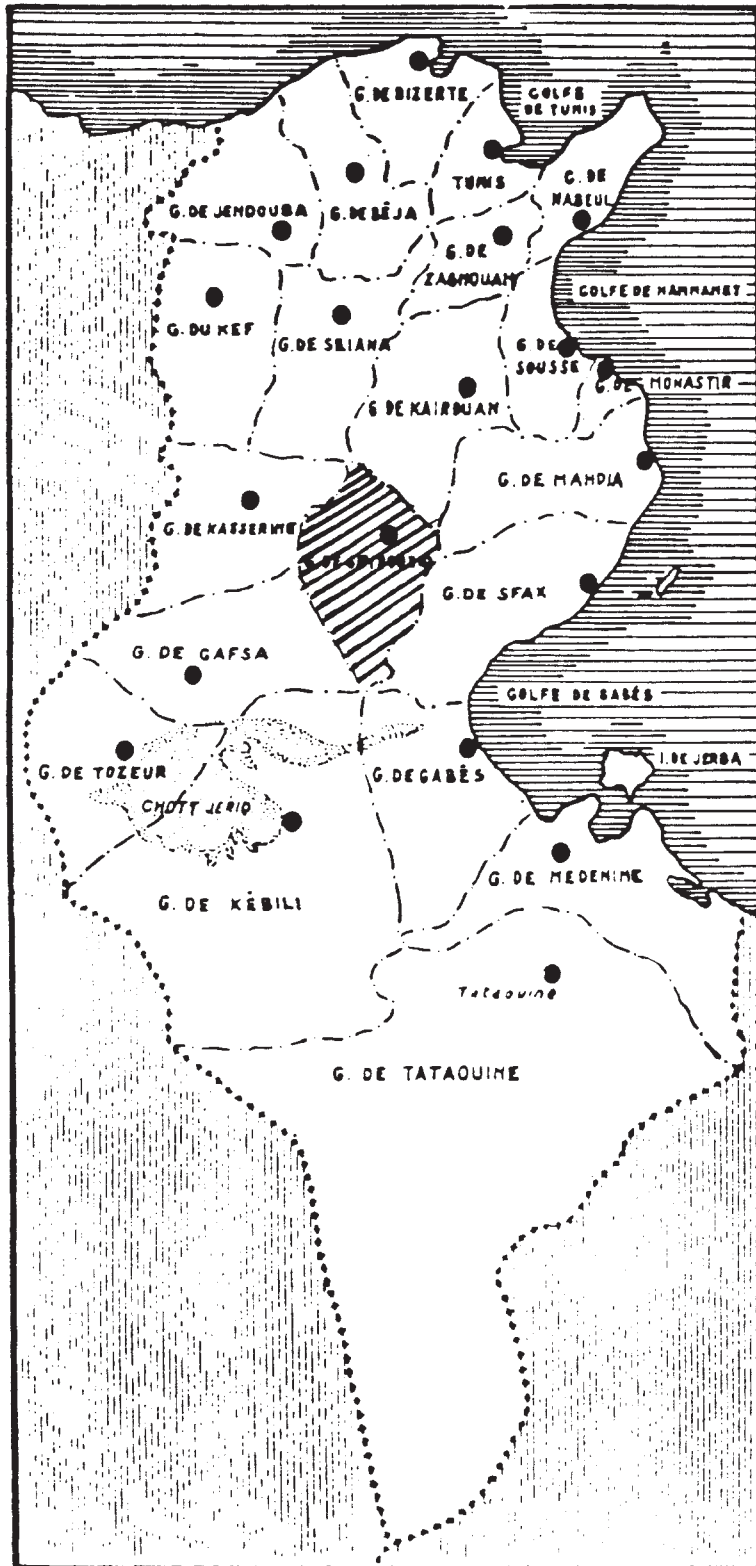 G. DE BIZERTE
GOLFE
DE TUNIS
TUNIS
G. DE
NABEUL
G. DE JENDOUBA
G. DE BÉJA
G. DE
ZAGHOUAN
GOLFE DE HAMMAMET
G. DU KEF
G. DE SILIANA
G. DE
SOUSSE
G. DE MONASTIR
G. DE KAIROUAN
G. DE MAHDIA
G. DE KASSERINE
G. DE SFAX
G. DE GAFSA
GOLFE DE GABÈS
G. DE TOZEUR
G. DE GABÈS
I. DE JERBA
CHOTT JERID
G. DE MEDENINE
G. DE KÉBILI
Tataouine
G. DE TATAOUINE